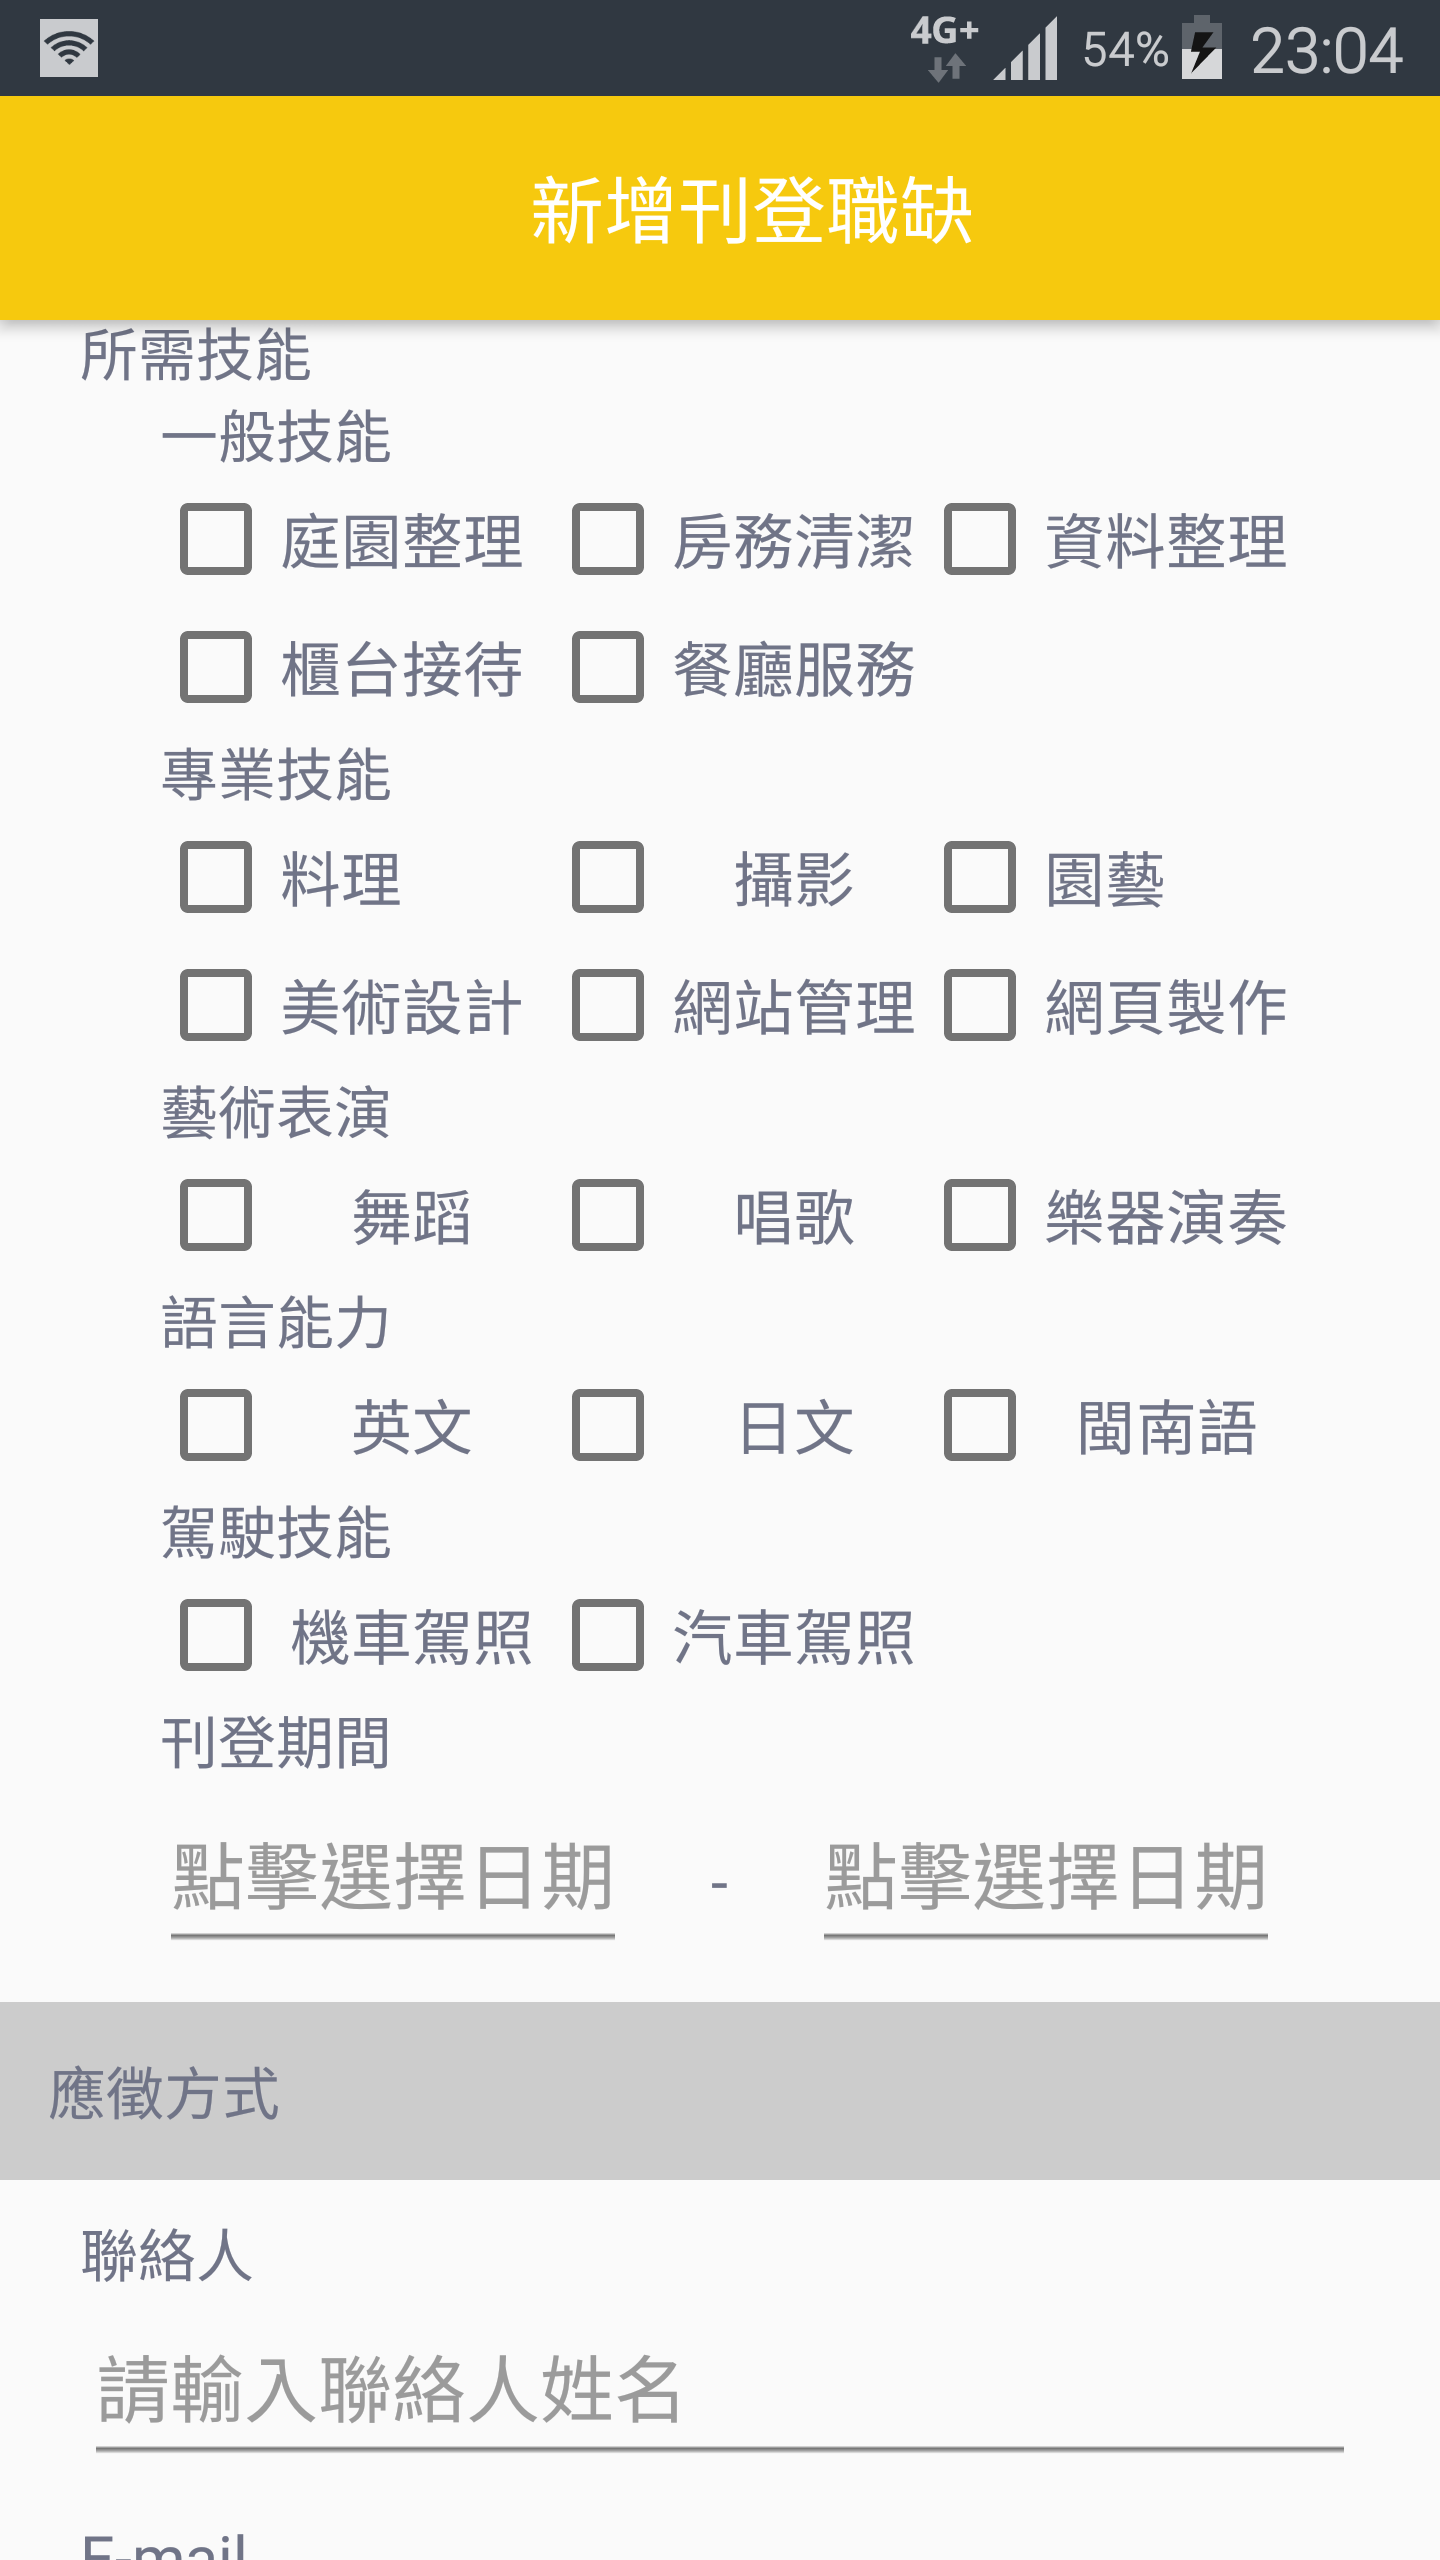 4G+ 54% 23:04
新增刊登職缺
所需技能
一般技能
庭園整理 房務清潔 資料整理
櫃台接待 餐廳服務
專業技能
料理 攝影 園藝
美術設計 網站管理 網頁製作
藝術表演
舞蹈 唱歌 樂器演奏
語言能力
英文 日文 閩南語
駕駛技能
機車駕照 汽車駕照
刊登期間
點擊選擇日期 - 點擊選擇日期
應徵方式
聯絡人
請輸入聯絡人姓名
E-mail